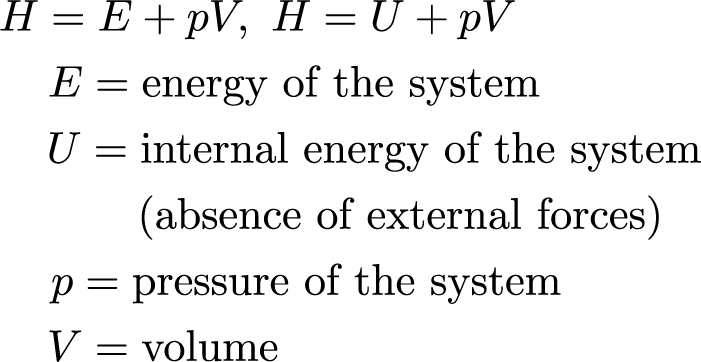 H = E + pV, H = U + pV
E = energy of the system
U = internal energy of the system
(absence of external forces)
p = pressure of the system
V = volume